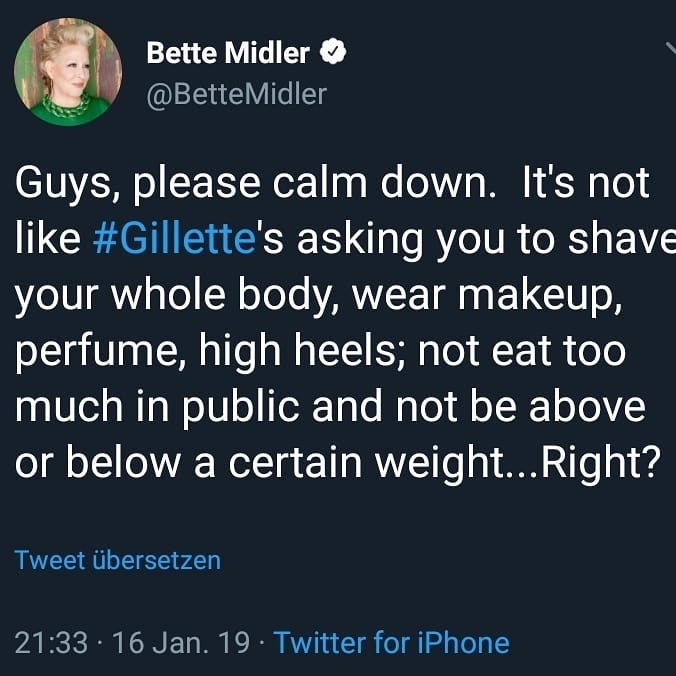 Bette Midler
@BetteMidler
Guys, please calm down.  It's not
like #Gillette's asking you to shave
your whole body, wear makeup,
perfume, high heels; not eat too
much in public and not be above
or below a certain weight...Right?
Tweet übersetzen
21:33 · 16 Jan. 19 · Twitter for iPhone